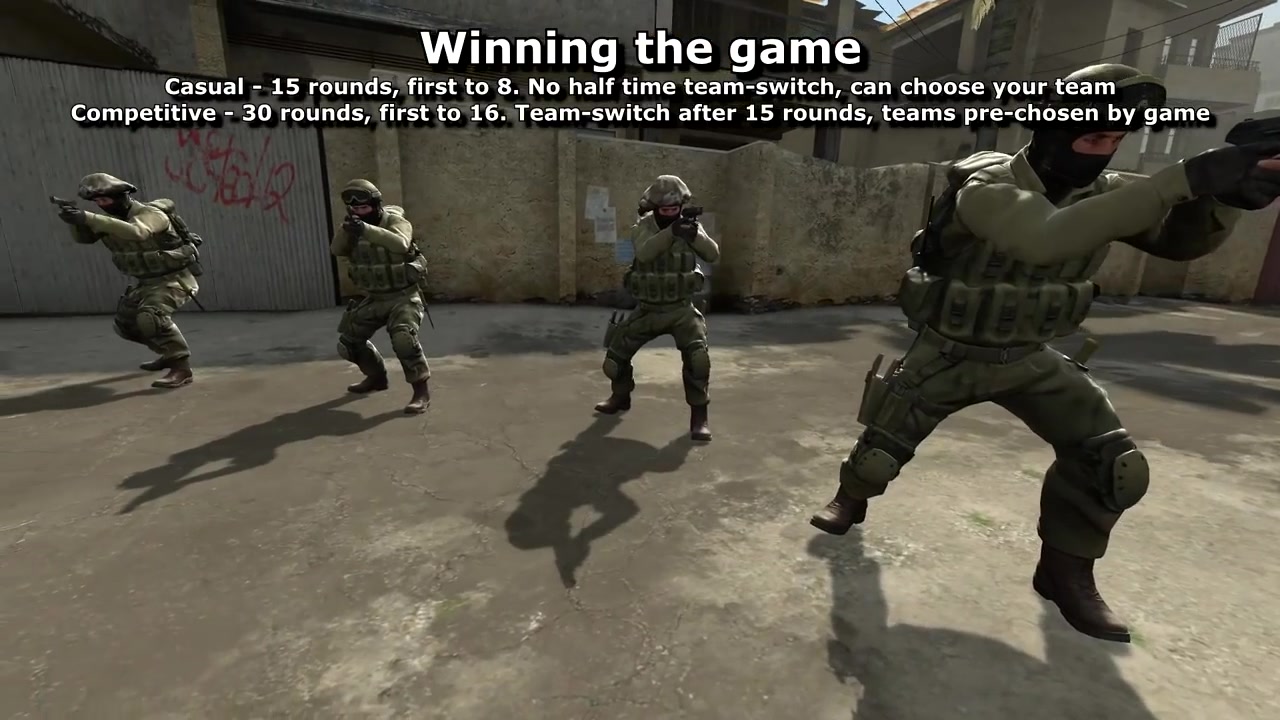 Winning the game
Casual - 15 rounds, first to 8. No half time team-switch, can choose your team
Competitive - 30 rounds, first to 16. Team-switch after 15 rounds, teams pre-chosen by game